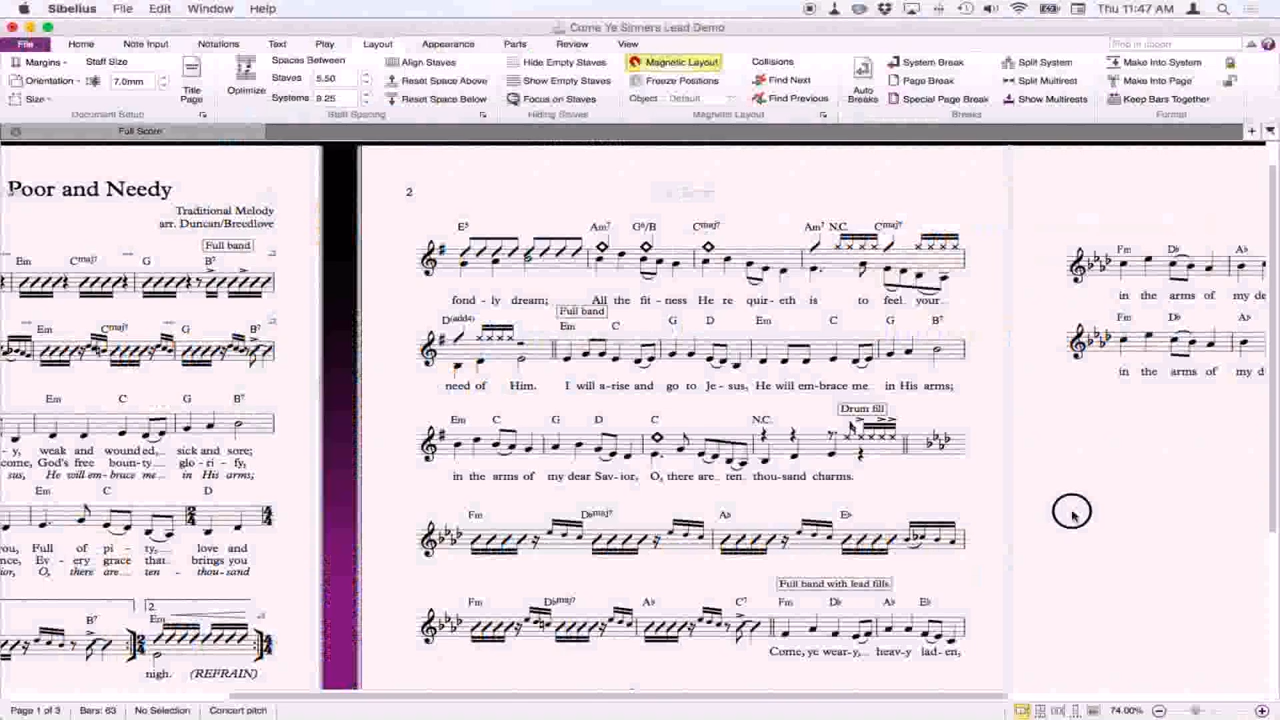 Sibelius File Edit Window Help Thu 11:47 AM
Come Ye Sinners Lead Demo
File Home Note Input Notations Text Play Layout Appearance Parts Review View
Margins Staff Size Spaces Between Align Staves Hide Empty Staves Magnetic Layout Collisions System Break Split System Make Into System
Orientation 7.0mm Staves 5.50 Reset Space Above Show Empty Staves Freeze Positions Find Next Page Break Split Multirest Make Into Page
Size Title Page Optimize Systems 9.25 Reset Space Below Focus on Staves Object: Default Find Previous Auto Breaks Special Page Break Show Multirests Keep Bars Together
Document Setup Staff Spacing Hiding Staves Magnetic Layout Breaks Format
Full Score
Poor and Needy
Traditional Melody
arr. Duncan/Breedlove
Full band
Em Cmaj7 G B7
Em Cmaj7 G B7
Em C G B7
y, weak and wounded, sick and sore;
come, God's free boun-ty glo-ri-fy,
sus, He will em-brace me in His arms;
Em C D
you, Full of pi-ty, love and
nce, Ev-ery grace that brings you
ior, O, there are ten-thou-sand
2.
B7 Em
nigh. (REFRAIN)
2
E5 Am7 G6/B Cmaj7 Am7 N.C. Cmaj7
fond-ly dream; All the fit-ness He re quir-eth is to feel your
Full band
D(add4) Em C G D Em C G B7
need of Him. I will a-rise and go to Je-sus, He will em-brace me in His arms;
Drum fill
Em C G D C N.C.
in the arms of my dear Sav-ior, O, there are ten thou-sand charms.
Fm Dbmaj7 Ab Eb
Full band with lead fills
Fm Dbmaj7 Ab C7 Fm Db Ab Eb
Come, ye wear-y, heav-y lad-en,
Fm Db Ab
in the arms of my de
Fm Db Ab
in the arms of my d
Page 1 of 3 Bars: 63 No Selection Concert pitch 74.00%